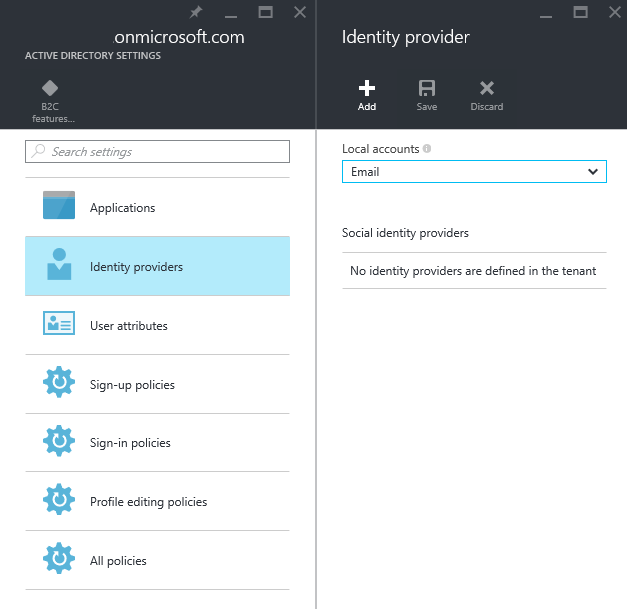 onmicrosoft.com
ACTIVE DIRECTORY SETTINGS
B2C
features...
Search settings
Applications
Identity providers
User attributes
Sign-up policies
Sign-in policies
Profile editing policies
All policies
Identity provider
Add Save Discard
Local accounts
Email
Social identity providers
No identity providers are defined in the tenant